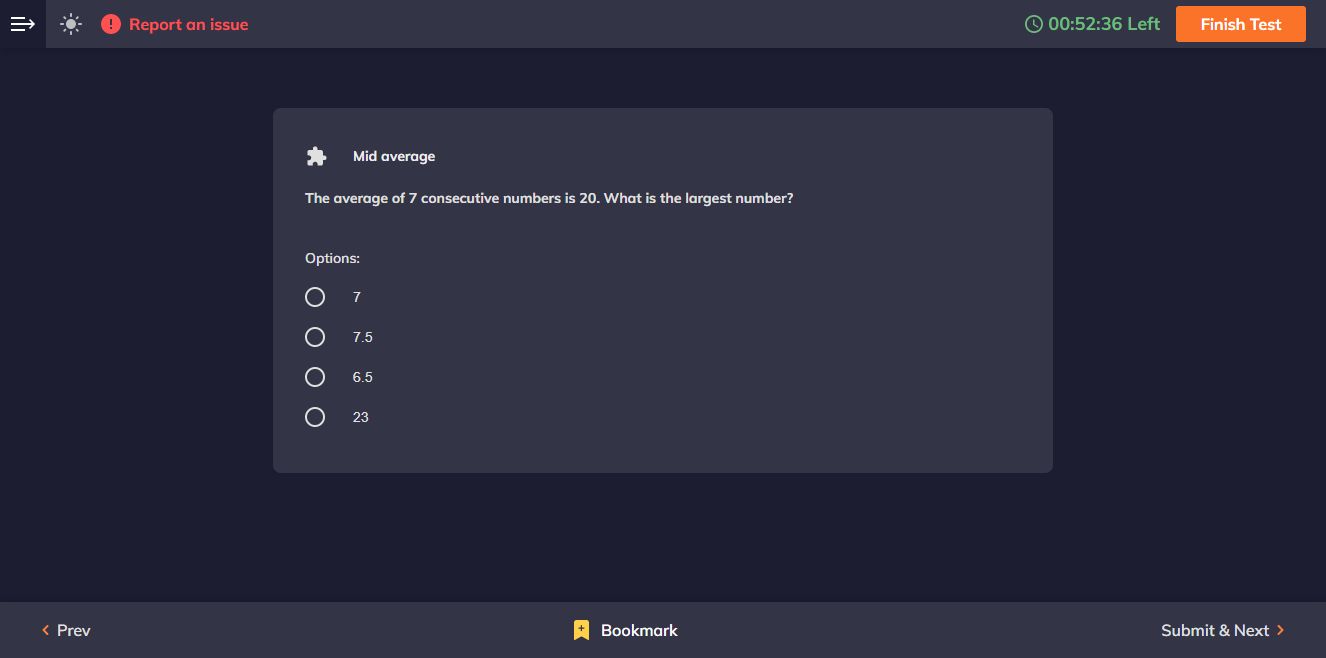 Report an issue
00:52:36 Left
Finish Test
Mid average
The average of 7 consecutive numbers is 20. What is the largest number?
Options:
7
7.5
6.5
23
Prev
Bookmark
Submit & Next